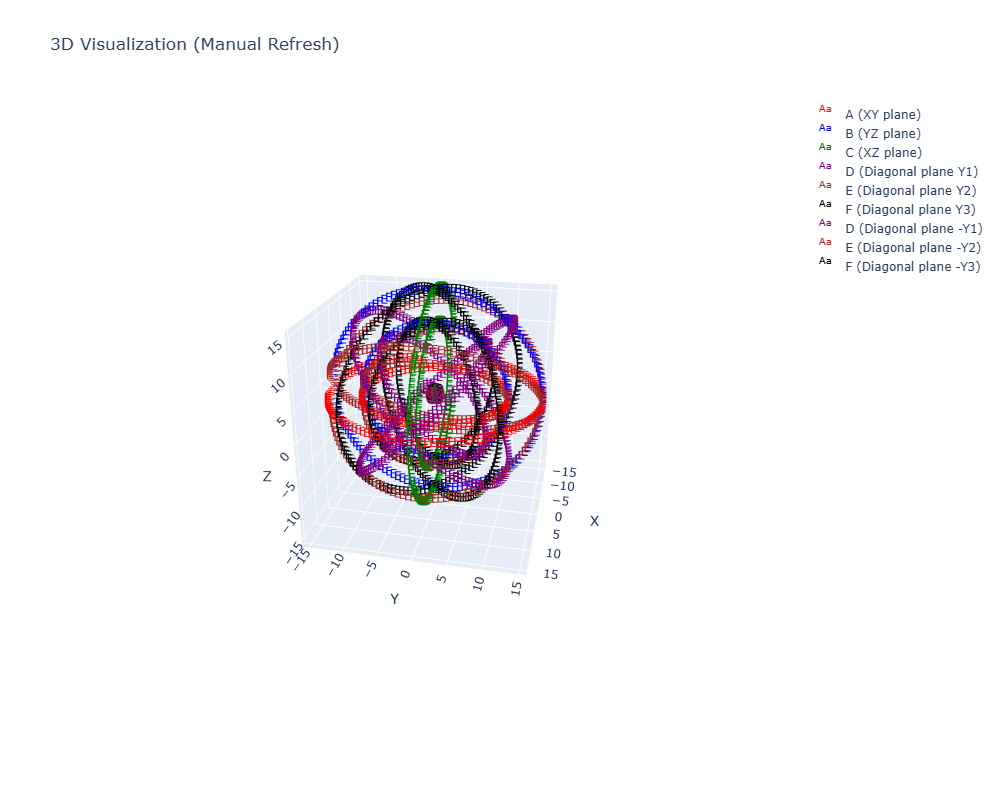 3D Visualization (Manual Refresh)
Aa A (XY plane)
Aa B (YZ plane)
Aa C (XZ plane)
Aa D (Diagonal plane Y1)
Aa E (Diagonal plane Y2)
Aa F (Diagonal plane Y3)
Aa D (Diagonal plane -Y1)
Aa E (Diagonal plane -Y2)
Aa F (Diagonal plane -Y3)
15
10
5
0
−5
−10
−15
Z
−15
−10
−5
0
5
10
15
Y
−15
−10
−5
0
5
10
15
X